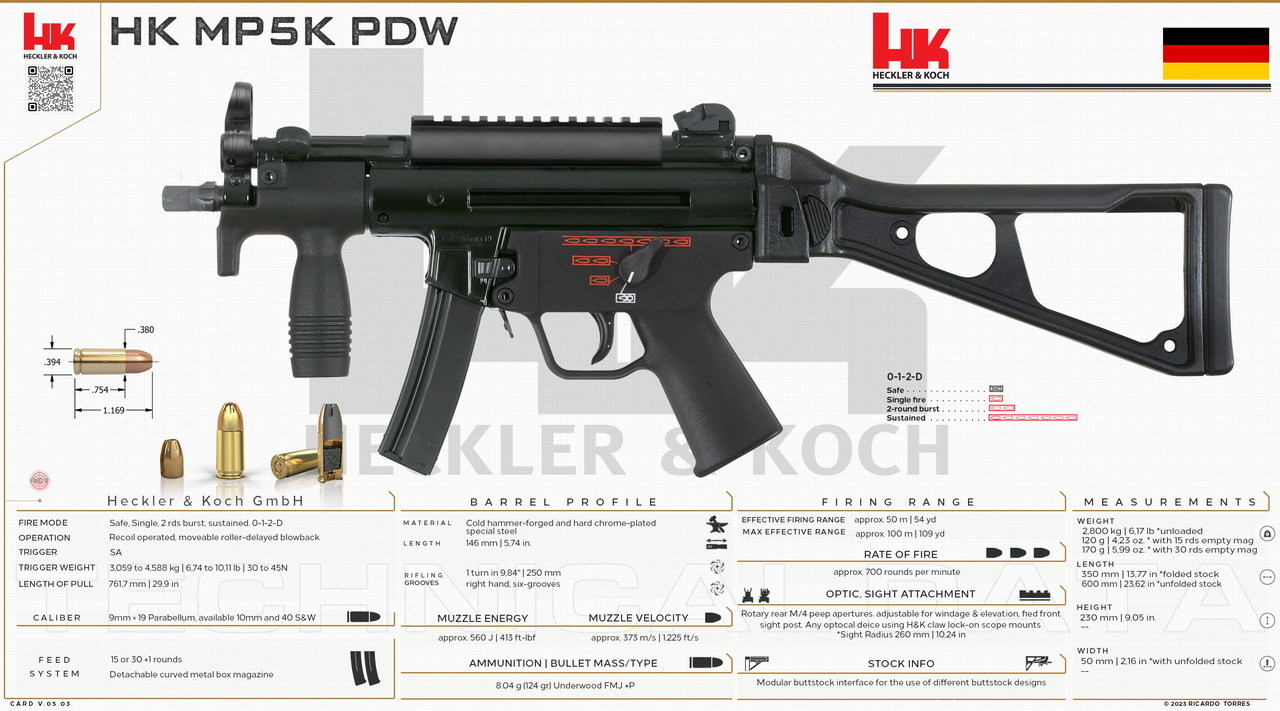 HK MP5K PDW
HK
HECKLER & KOCH
HK
HECKLER & KOCH
.380
.394
.754
1.169
HECKLER & KOCH
0-1-2-D
Safe
Single fire
2-round burst
Sustained
TECHNICAL DATA
Heckler & Koch GmbH
FIRE MODE Safe, Single, 2 rds burst, sustained. 0-1-2-D
OPERATION Recoil operated, moveable roller-delayed blowback
TRIGGER SA
TRIGGER WEIGHT 3,059 to 4,588 kg | 6,74 to 10,11 lb | 30 to 45N
LENGTH OF PULL 761,7 mm | 29,9 in
CALIBER 9mm × 19 Parabellum, available 10mm and 40 S&W
FEED SYSTEM
15 or 30 +1 rounds
Detachable curved metal box magazine
BARREL PROFILE
MATERIAL Cold hammer-forged and hard chrome-plated
special steel
LENGTH 146 mm | 5,74 in.
RIFLING GROOVES
1 turn in 9,84" | 250 mm
right hand, six-grooves
MUZZLE ENERGY
approx. 560 J | 413 ft-lbf
MUZZLE VELOCITY
approx. 373 m/s | 1,225 ft/s
AMMUNITION | BULLET MASS/TYPE
8.04 g (124 gr) Underwood FMJ +P
FIRING RANGE
EFFECTIVE FIRING RANGE approx. 50 m | 54 yd
MAX EFFECTIVE RANGE approx. 100 m | 109 yd
RATE OF FIRE
approx. 700 rounds per minute
OPTIC, SIGHT ATTACHMENT
Rotary rear M/4 peep apertures, adjustable for windage & elevation, fied front
sight post. Any optocal deice using H&K claw lock-on scope mounts
*Sight Radius 260 mm | 10,24 in
STOCK INFO
Modular buttstock interface for the use of different buttstock designs
MEASUREMENTS
WEIGHT
2,800 kg | 6,17 lb *unloaded
120 g | 4,23 oz. * with 15 rds empty mag
170 g | 5,99 oz. * with 30 rds empty mag
LENGTH
350 mm | 13,77 in *folded stock
600 mm | 23,62 in *unfolded stock
HEIGHT
230 mm | 9,05 in.
--
WIDTH
50 mm | 2,16 in *with unfolded stock
--
CARD V.05.03
© 2023 RICARDO TORRES